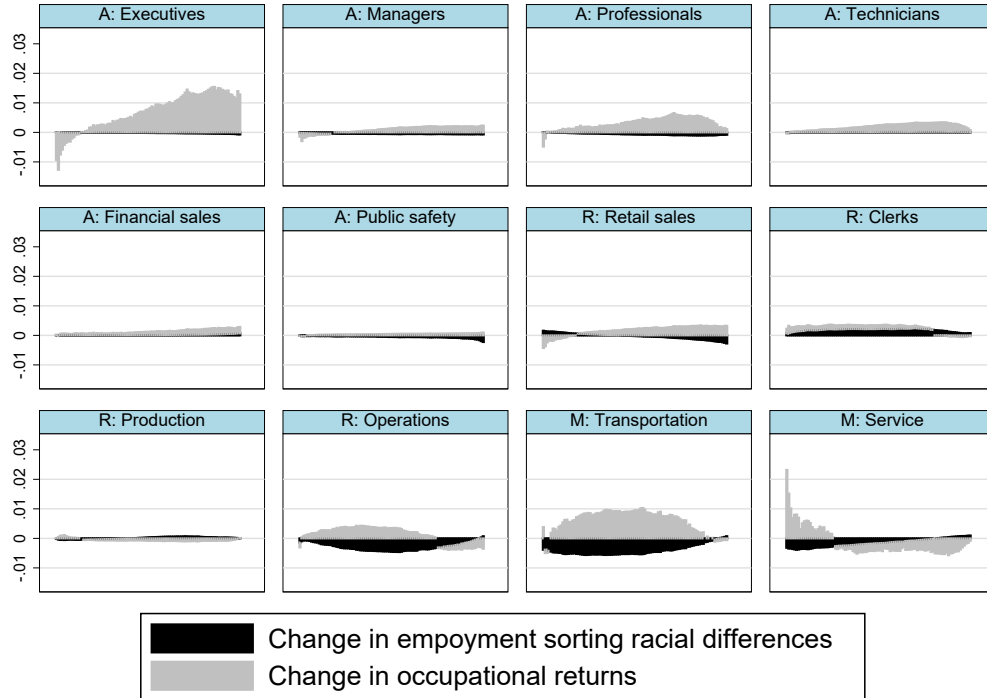 A: Executives
A: Managers
A: Professionals
A: Technicians
.03
.02
.01
0
-.01
A: Financial sales
A: Public safety
R: Retail sales
R: Clerks
.03
.02
.01
0
-.01
R: Production
R: Operations
M: Transportation
M: Service
.03
.02
.01
0
-.01
Change in empoyment sorting racial differences
Change in occupational returns